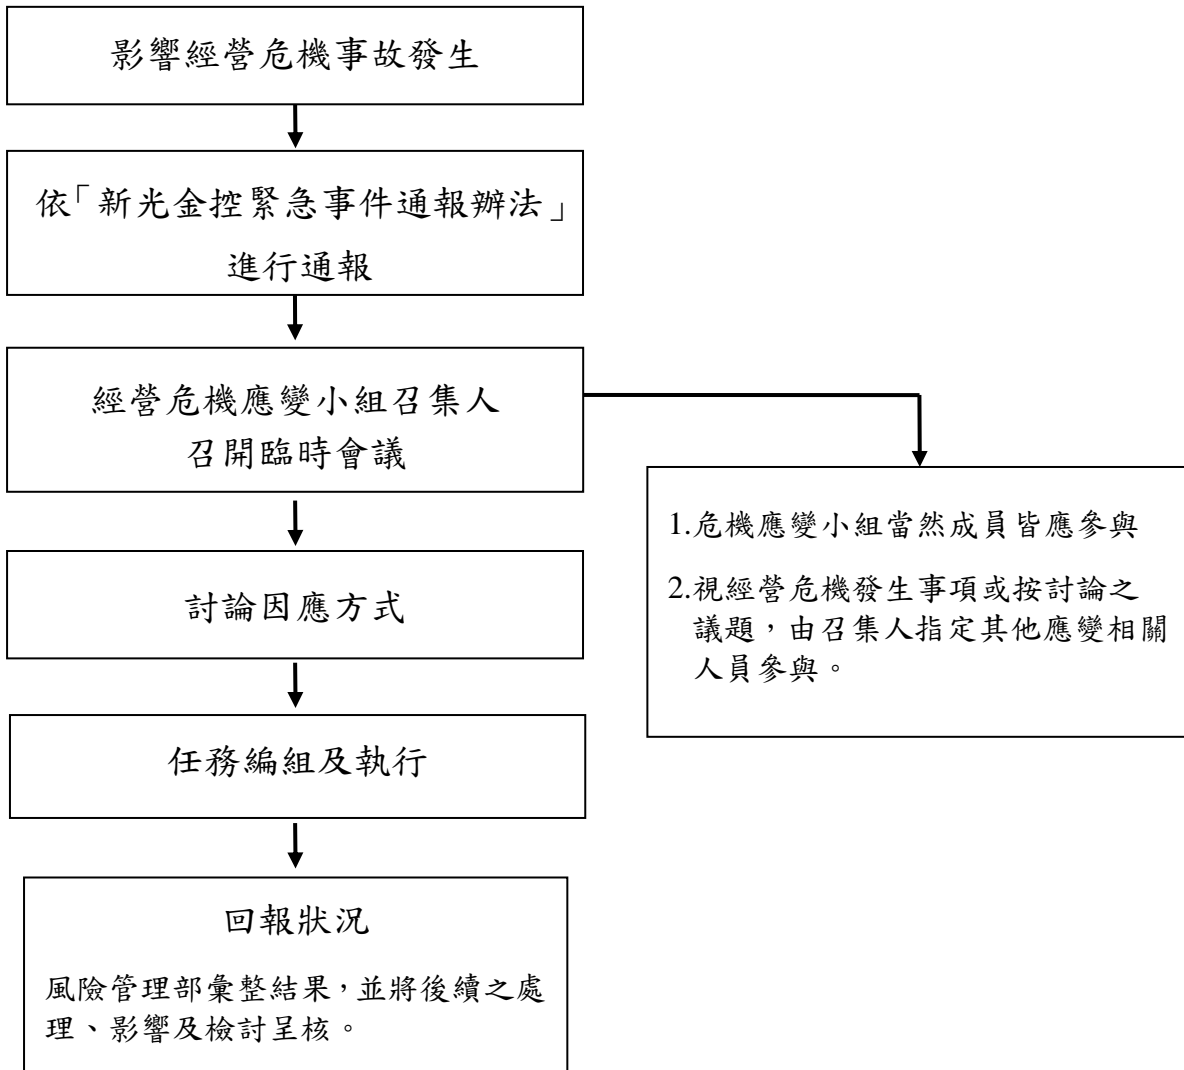 影響經營危機事故發生
依「新光金控緊急事件通報辦法」
進行通報
經營危機應變小組召集人
召開臨時會議
1.危機應變小組當然成員皆應參與
2.視經營危機發生事項或按討論之
議題，由召集人指定其他應變相關
人員參與。
討論因應方式
任務編組及執行
回報狀況
風險管理部彙整結果，並將後續之處
理、影響及檢討呈核。